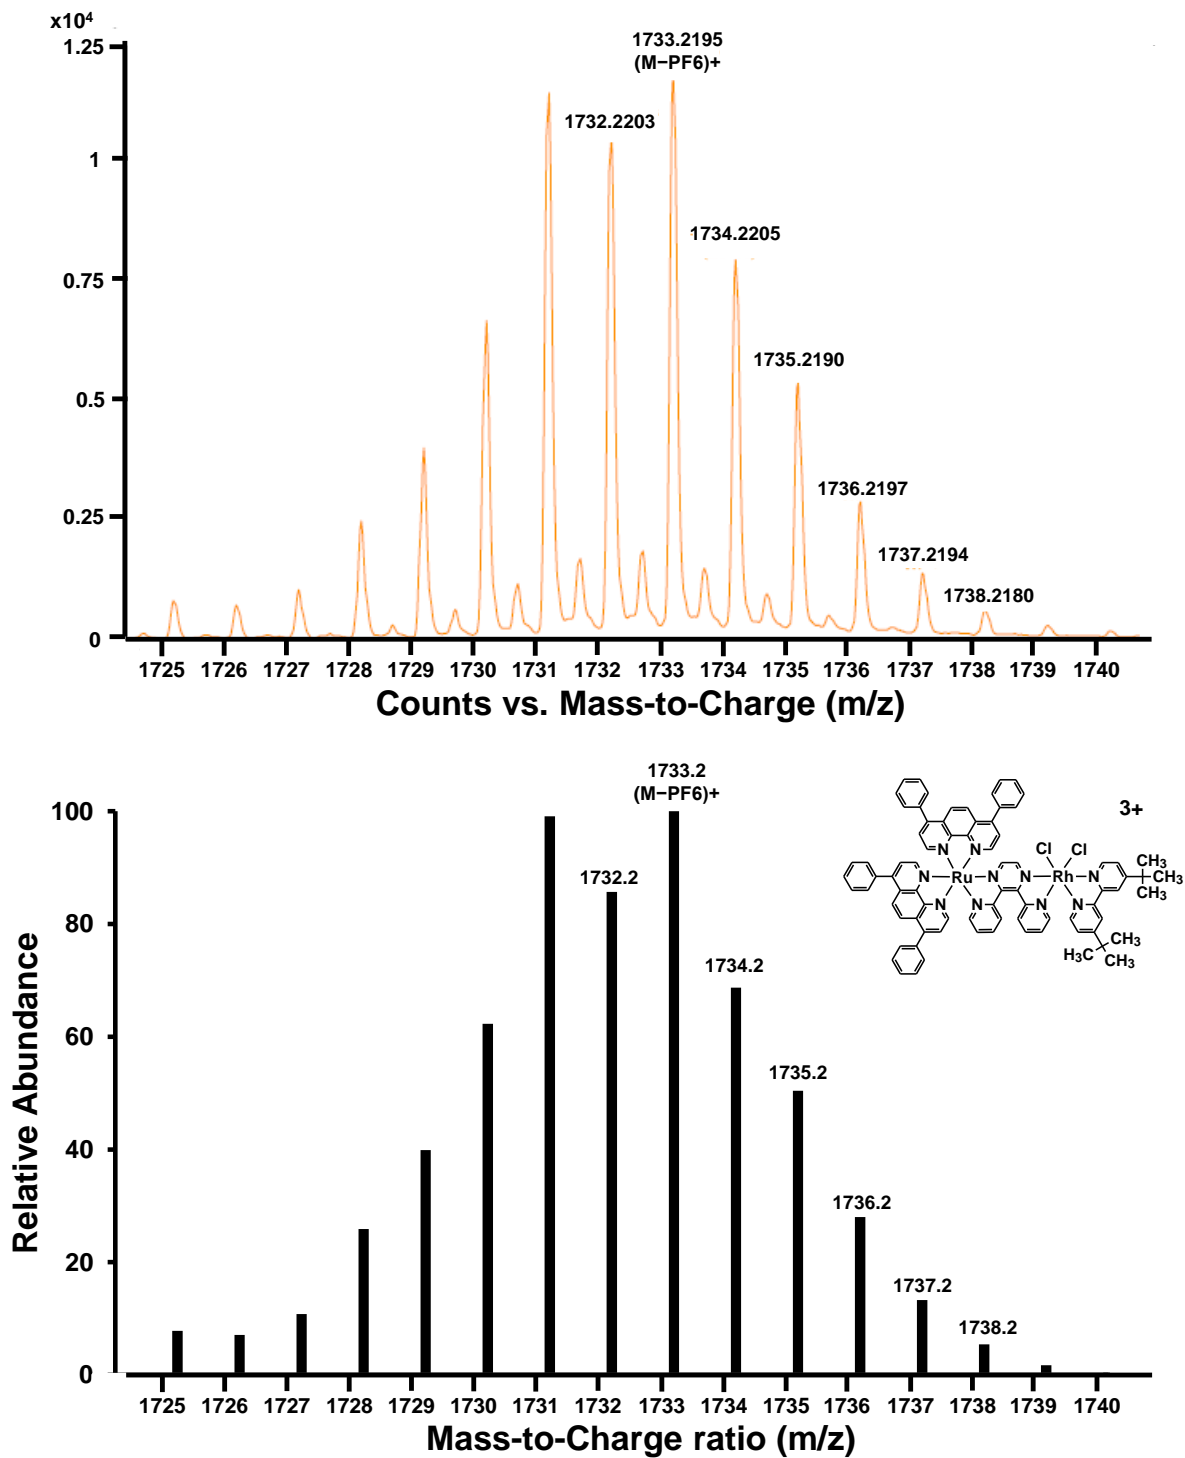 x10⁴
1.25
1
0.75
0.5
0.25
0
1733.2195
(M−PF6)+
1732.2203
1734.2205
1735.2190
1736.2197
1737.2194
1738.2180
1725 1726 1727 1728 1729 1730 1731 1732 1733 1734 1735 1736 1737 1738 1739 1740
Counts vs. Mass-to-Charge (m/z)
Relative Abundance
100
80
60
40
20
0
1733.2
(M−PF6)+
1732.2
1734.2
1735.2
1736.2
1737.2
1738.2
3+
Cl Cl
N N
N Ru N N Rh N
N N N N
CH3
CH3
CH3
CH3
H3C
CH3
1725 1726 1727 1728 1729 1730 1731 1732 1733 1734 1735 1736 1737 1738 1739 1740
Mass-to-Charge ratio (m/z)